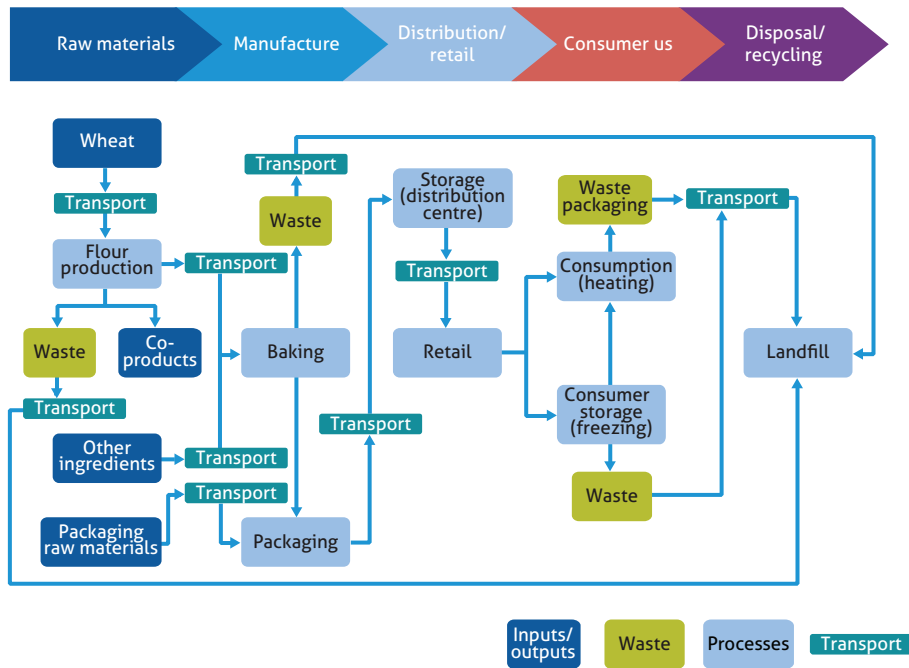 Raw materials
Manufacture
Distribution/
retail
Consumer us
Disposal/
recycling
Wheat
Transport
Flour
production
Transport
Waste
Co-
products
Transport
Other
ingredients
Transport
Packaging
raw materials
Transport
Transport
Waste
Baking
Packaging
Transport
Storage
(distribution
centre)
Transport
Retail
Waste
packaging
Consumption
(heating)
Consumer
storage
(freezing)
Waste
Transport
Landfill
Inputs/
outputs
Waste
Processes
Transport